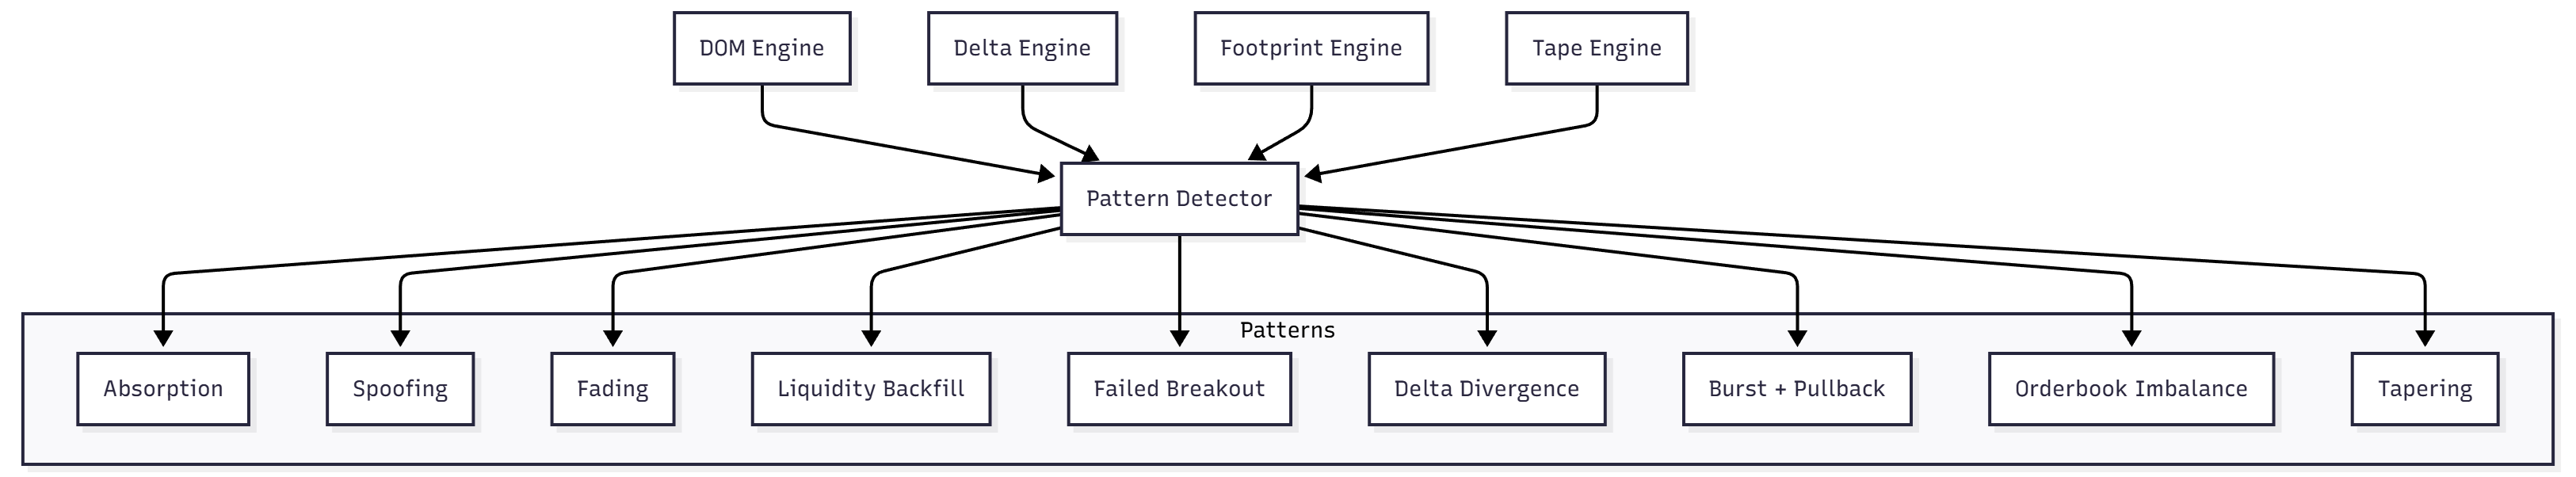 DOM Engine
Delta Engine
Footprint Engine
Tape Engine
Pattern Detector
Patterns
Absorption
Spoofing
Fading
Liquidity Backfill
Failed Breakout
Delta Divergence
Burst + Pullback
Orderbook Imbalance
Tapering